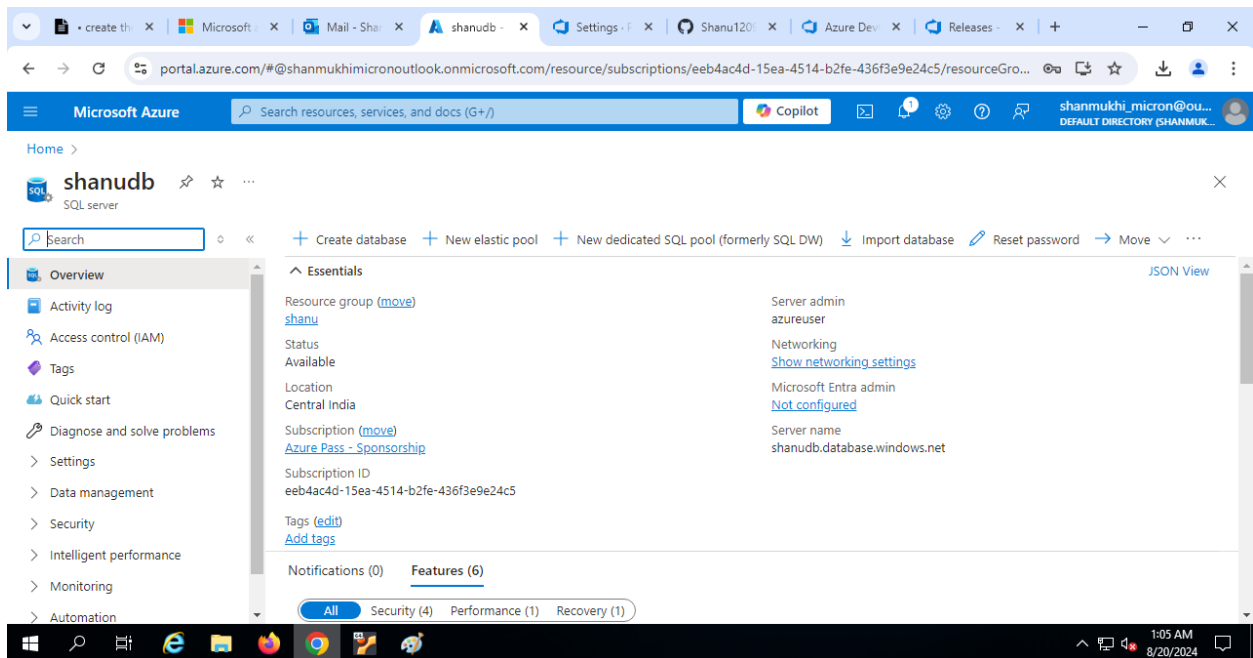 • create th
Microsoft
Mail - Sha
shanudb -
Settings - F
Shanu120
Azure Dev
Releases -
portal.azure.com/#@shanmukhimicronoutlook.onmicrosoft.com/resource/subscriptions/eeb4ac4d-15ea-4514-b2fe-436f3e9e24c5/resourceGro...
Microsoft Azure
Search resources, services, and docs (G+/)
Copilot
1
shanmukhi_micron@ou...
DEFAULT DIRECTORY (SHANMUK...
Home >
SQL
shanudb
SQL server
Search
Create database
New elastic pool
New dedicated SQL pool (formerly SQL DW)
Import database
Reset password
Move
Overview
Activity log
Access control (IAM)
Tags
Quick start
Diagnose and solve problems
Settings
Data management
Security
Intelligent performance
Monitoring
Automation
Essentials
JSON View
Resource group (move)
shanu
Status
Available
Location
Central India
Subscription (move)
Azure Pass - Sponsorship
Subscription ID
eeb4ac4d-15ea-4514-b2fe-436f3e9e24c5
Tags (edit)
Add tags
Server admin
azureuser
Networking
Show networking settings
Microsoft Entra admin
Not configured
Server name
shanudb.database.windows.net
Notifications (0)
Features (6)
All
Security (4)
Performance (1)
Recovery (1)
1:05 AM
8/20/2024